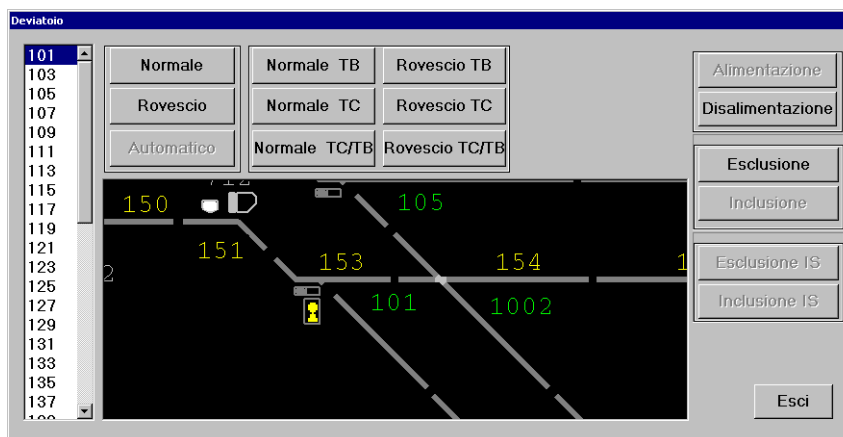 Deviatoio
101
103
105
107
109
111
113
115
117
119
121
123
125
127
129
131
133
135
137
Normale
Rovescio
Automatico
Normale TB
Rovescio TB
Normale TC
Rovescio TC
Normale TC/TB
Rovescio TC/TB
Alimentazione
Disalimentazione
Esclusione
Inclusione
Esclusione IS
Inclusione IS
Esci
150
105
151
153
154
1
2
101
1002